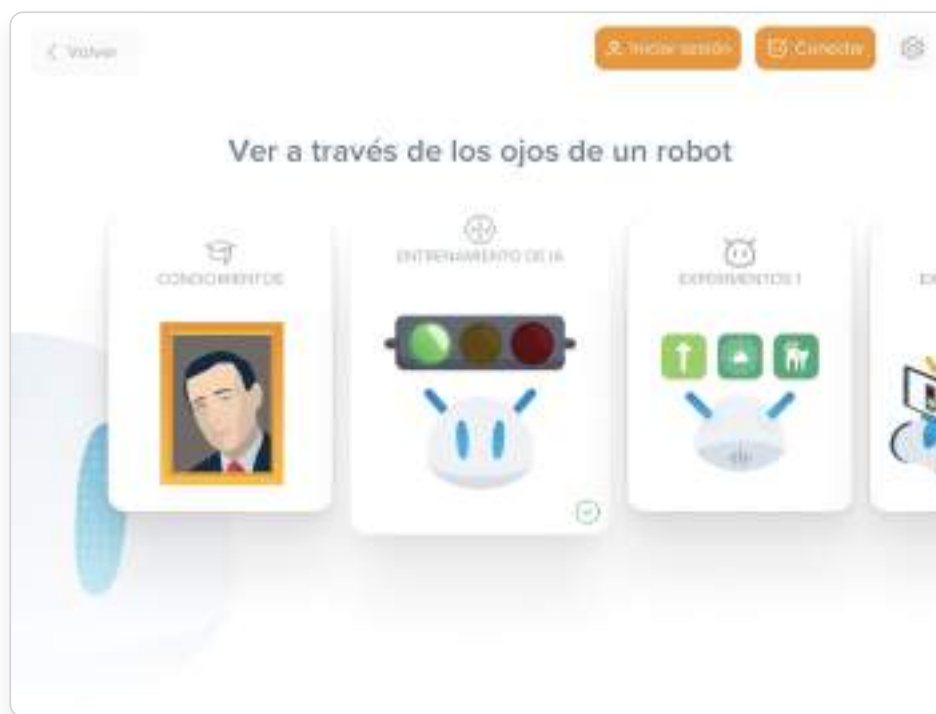 Volver
Iniciar sesión
Conectar
Ver a través de los ojos de un robot
CONOCIMIENTOS
ENTRENAMIENTO DE IA
EXPERIMENTOS 1